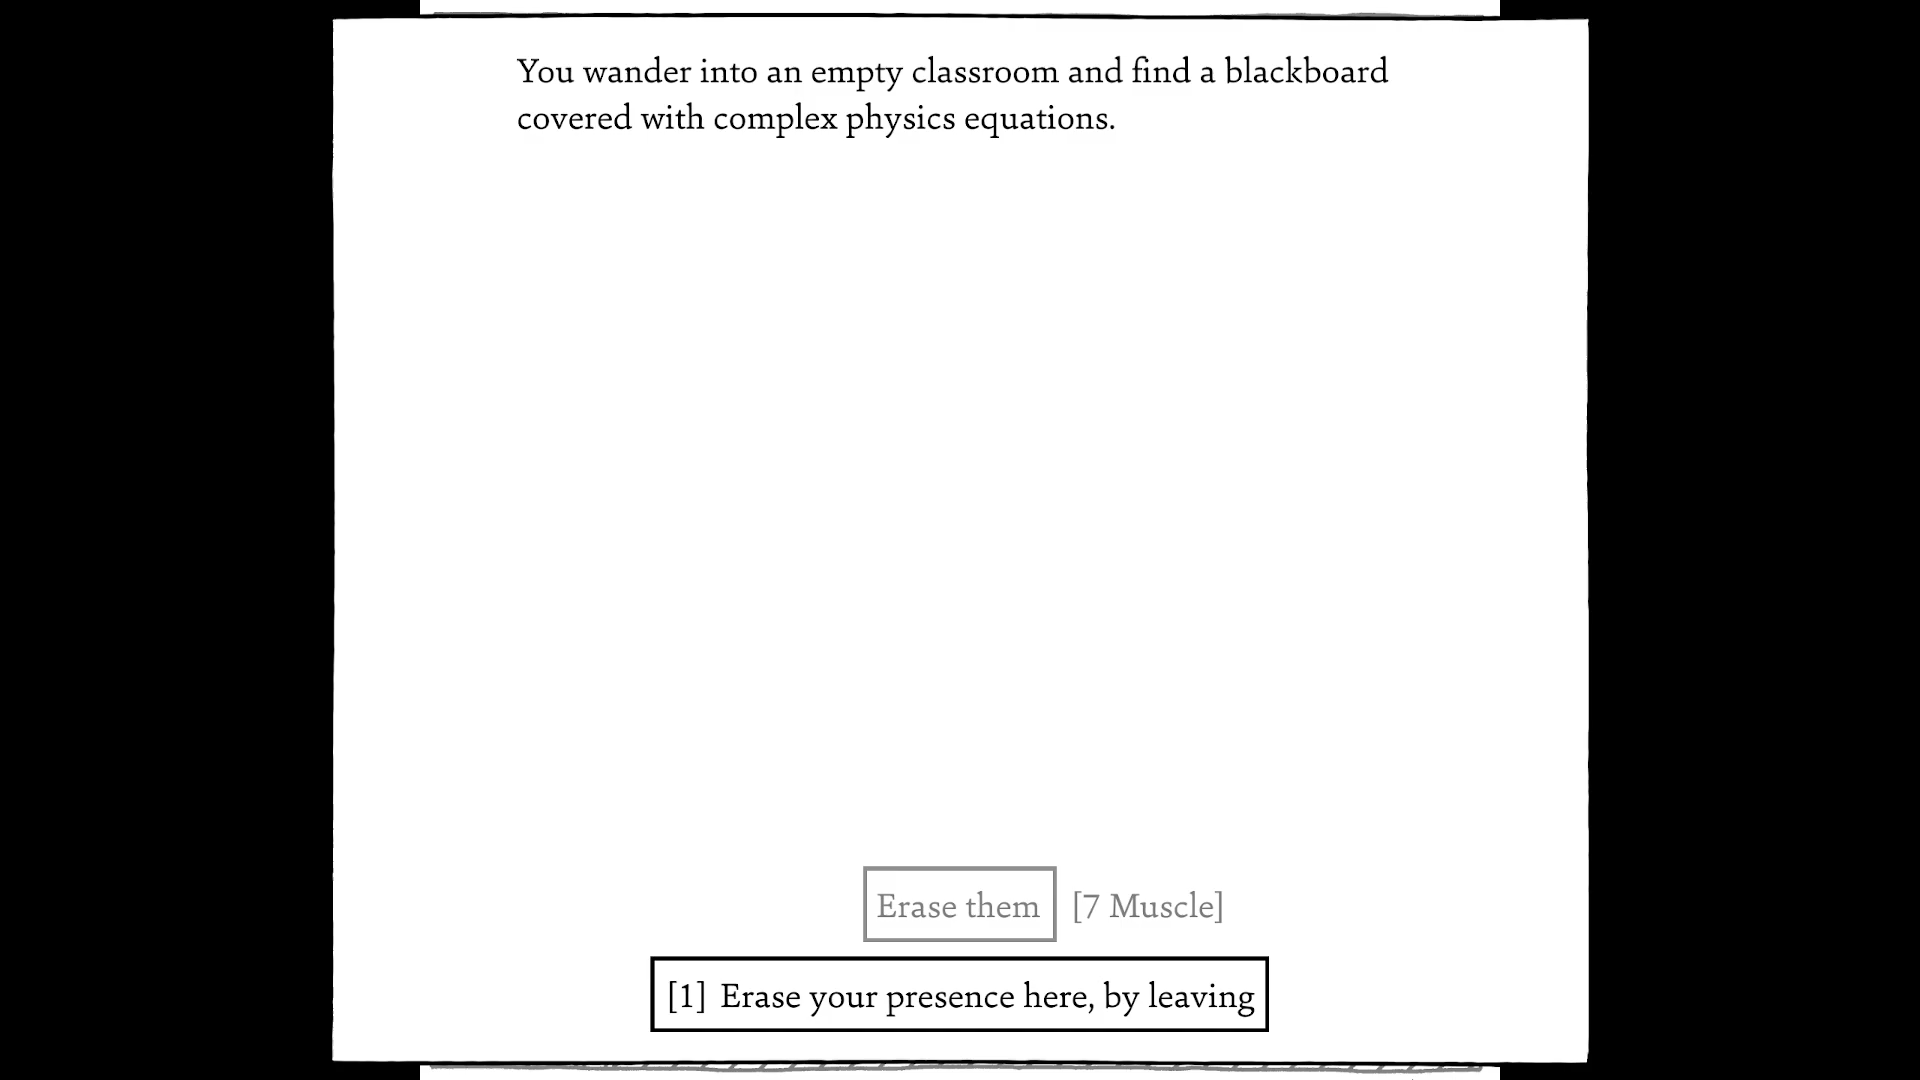 You wander into an empty classroom and find a blackboard
covered with complex physics equations.
Erase them [7 Muscle]
[1] Erase your presence here, by leaving